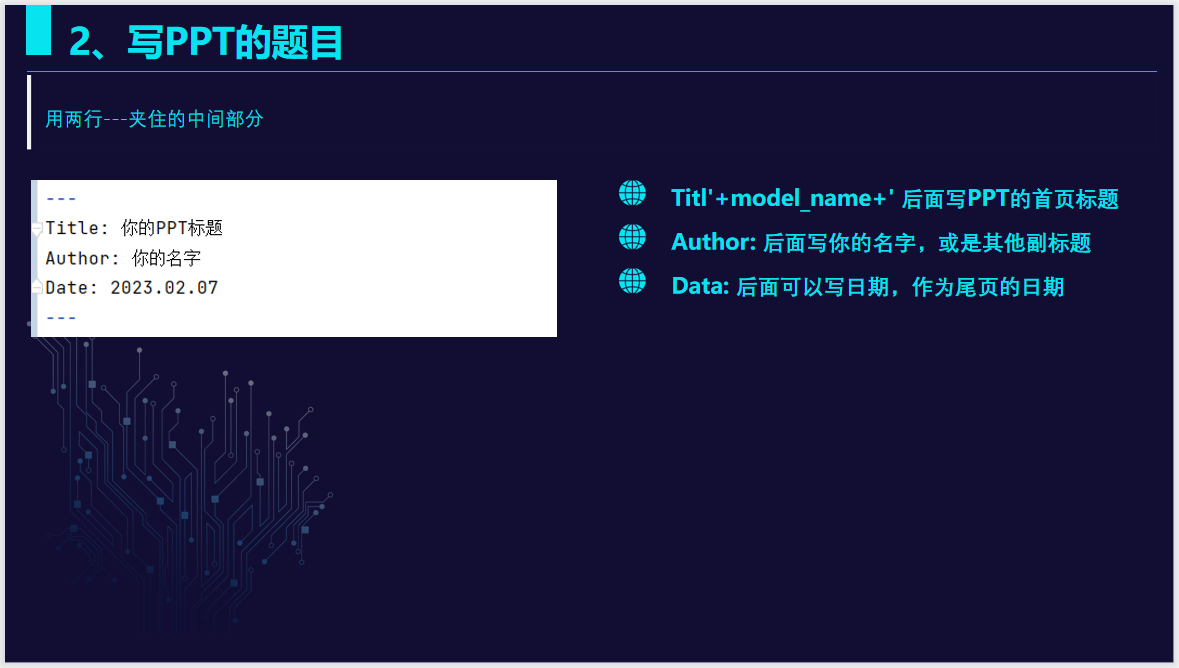 2、写PPT的题目
用两行---夹住的中间部分
---
Title: 你的PPT标题
Author: 你的名字
Date: 2023.02.07
---
Titl'+model_name+' 后面写PPT的首页标题
Author: 后面写你的名字，或是其他副标题
Data: 后面可以写日期，作为尾页的日期